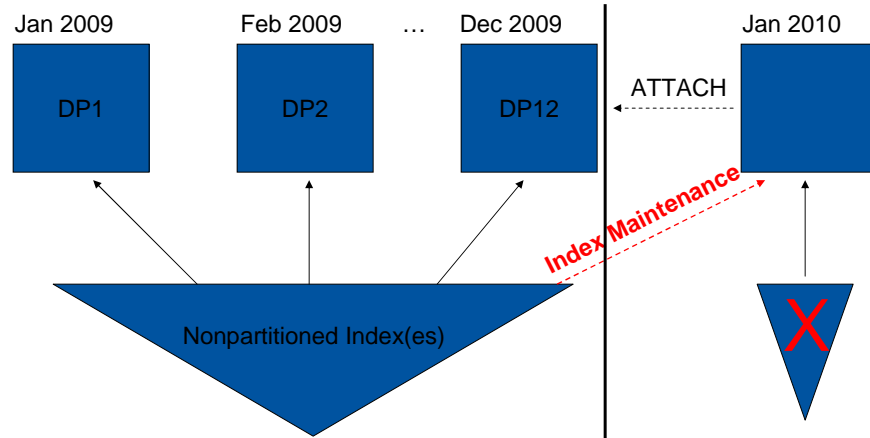 Jan 2009 Feb 2009 … Dec 2009 Jan 2010
ATTACH
DP1 DP2 DP12
Index Maintenance
Nonpartitioned Index(es)
X